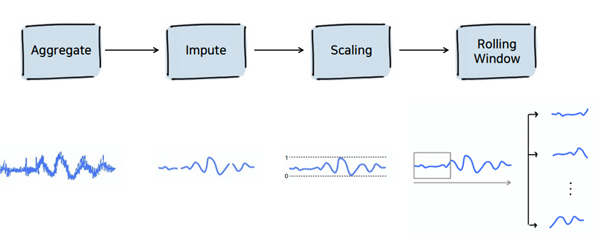 Aggregate
Impute
Scaling
Rolling
Window
1
0